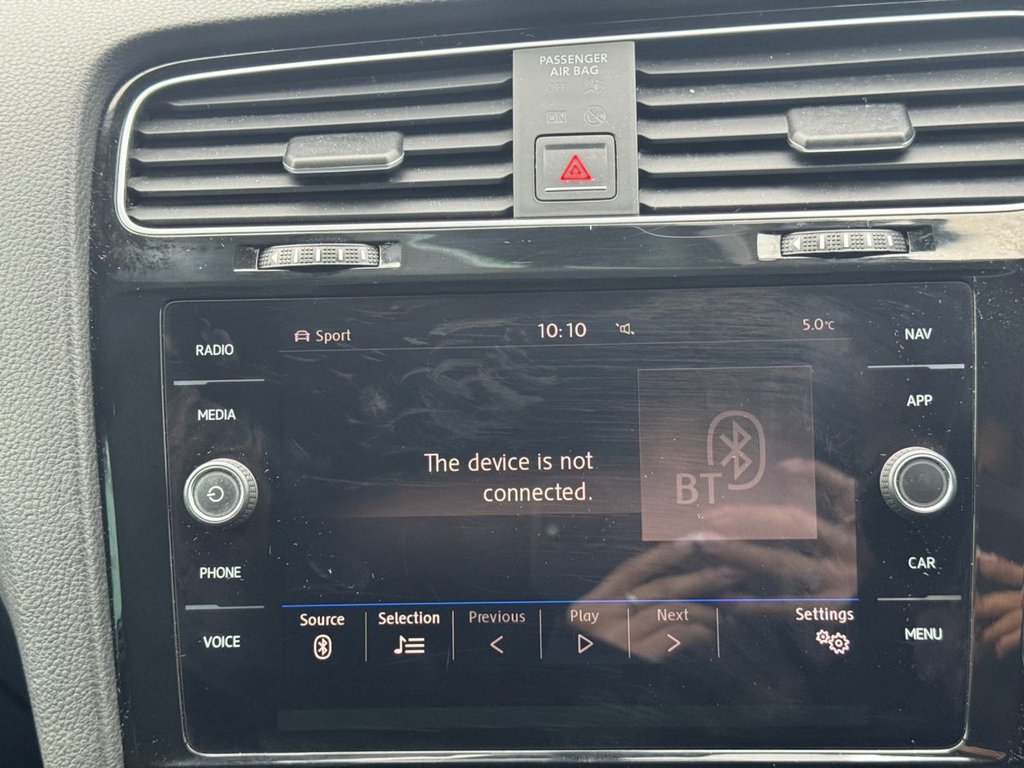 PASSENGER
AIR BAG
OFF
ON
Sport
10:10
5.0°C
RADIO
NAV
MEDIA
APP
The device is not
connected.
BT
PHONE
CAR
Source
Selection
Previous
Play
Next
Settings
VOICE
MENU